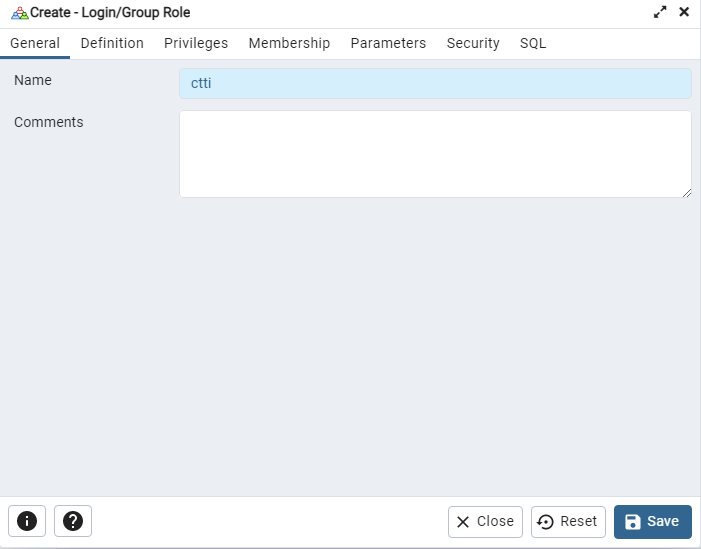 Create - Login/Group Role
General Definition Privileges Membership Parameters Security SQL
Name ctti
Comments
Close Reset Save